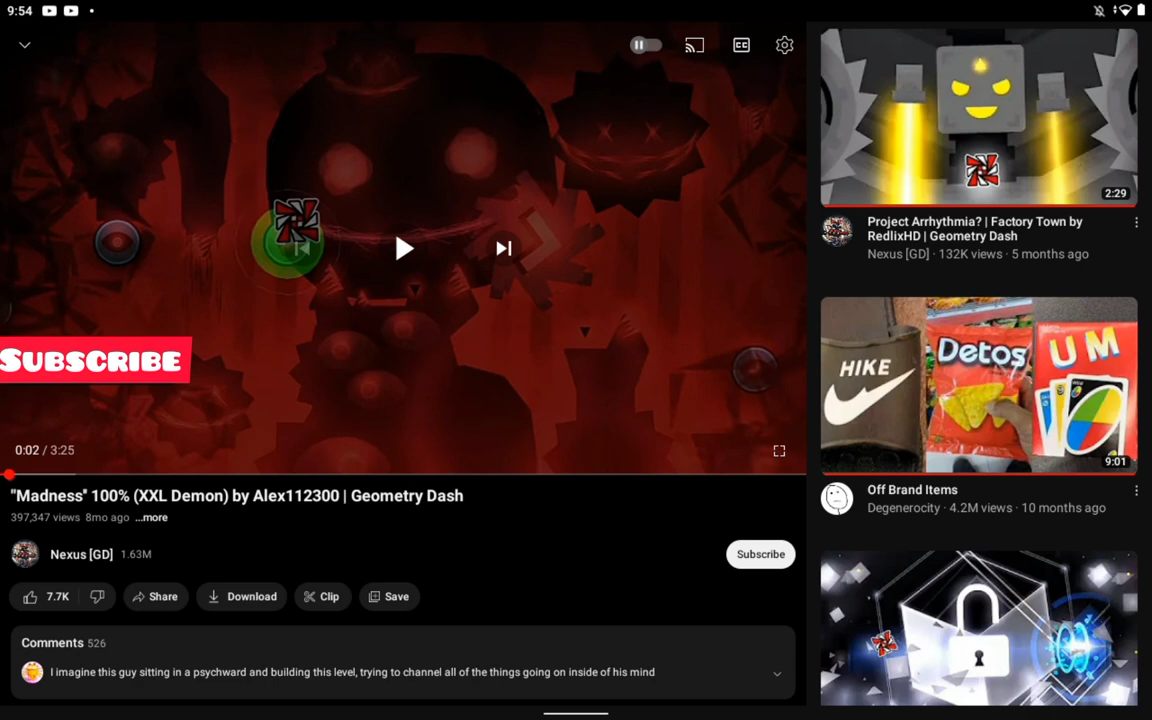 9:54
SUBSCRIBE
0:02 / 3:25
"Madness" 100% (XXL Demon) by Alex112300 | Geometry Dash
397,347 views 8mo ago ...more
Nexus [GD] 1.63M
Subscribe
7.7K
Share
Download
Clip
Save
Comments 526
I imagine this guy sitting in a psychward and building this level, trying to channel all of the things going on inside of his mind
CC
2:29
Project Arrhythmia? | Factory Town by
RedlixHD | Geometry Dash
Nexus [GD] · 132K views · 5 months ago
HIKE
Detos
UM
9:01
Off Brand Items
Degenerocity · 4.2M views · 10 months ago